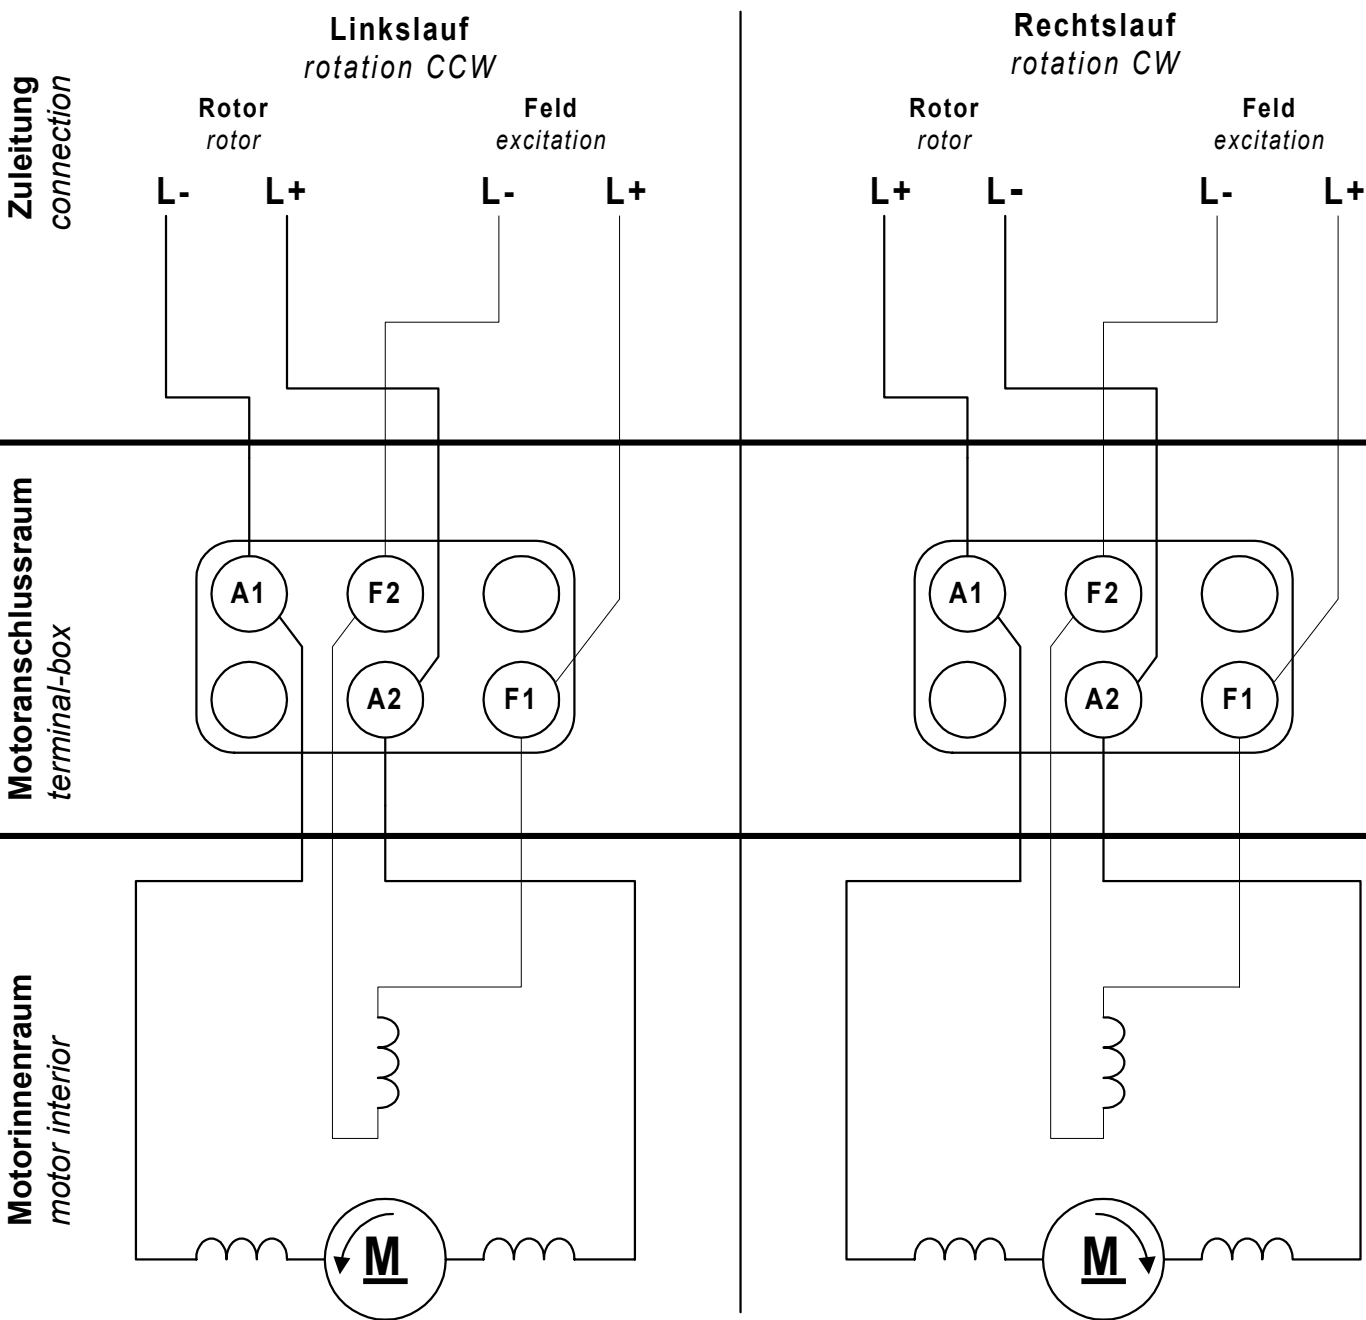 Linkslauf
rotation CCW
Rotor
rotor
Feld
excitation
L- L+ L- L+
Rechtslauf
rotation CW
Rotor
rotor
Feld
excitation
L+ L- L- L+
Zuleitung
connection
Motoranschlussraum
terminal-box
A1 F2
A2 F1
A1 F2
A2 F1
Motorinnenraum
motor interior
M
M